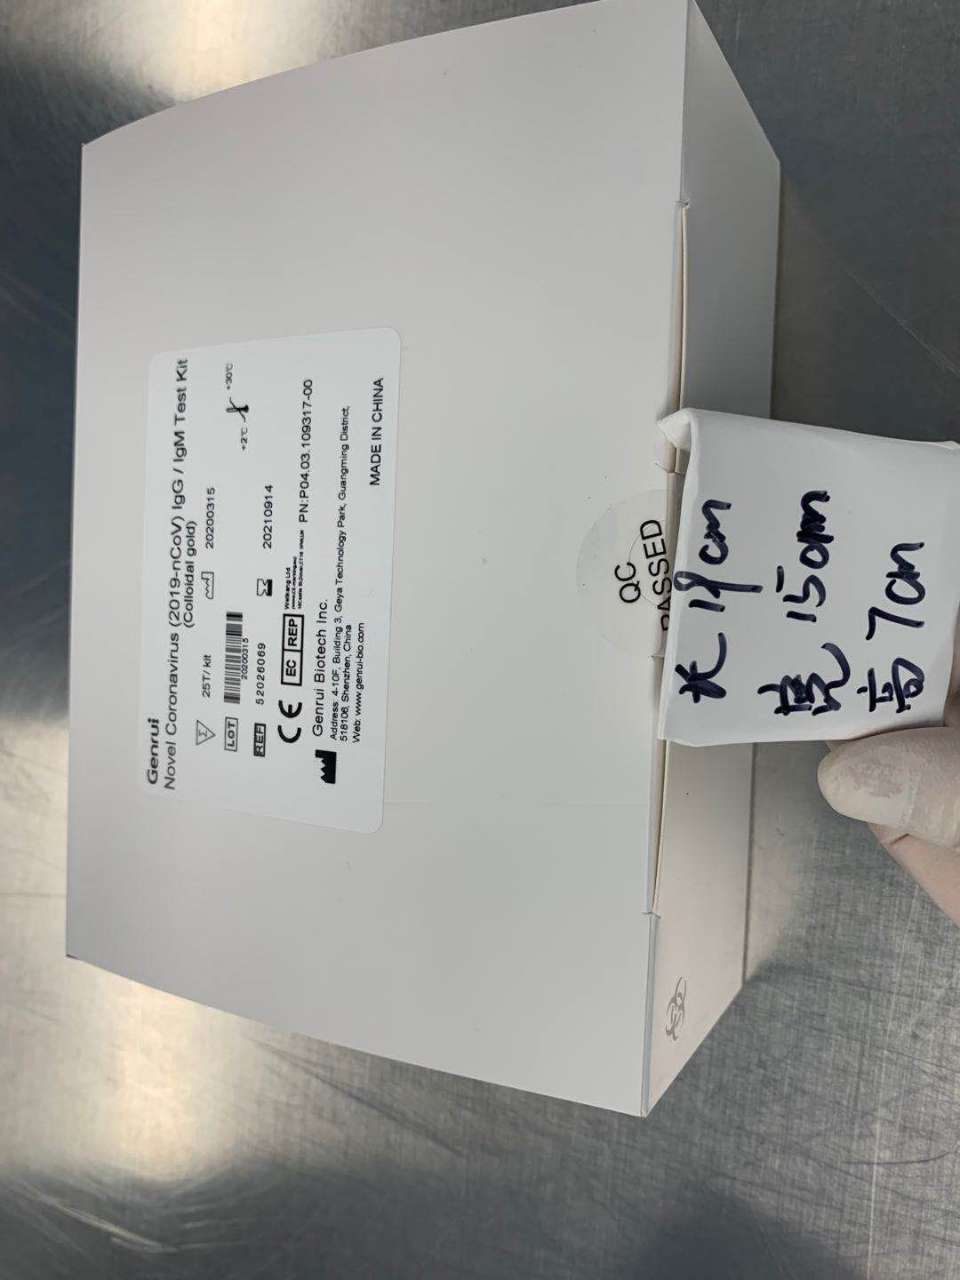 Genrui
Novel Coronavirus (2019-nCoV) IgG / IgM Test Kit
(Colloidal gold)
25T/ kit
20200315
+2℃
+30℃
LOT
20200315
REF
52026069
20210914
CE
EC REP
Wellkang Ltd
PN:P04.03.109317-00
Genrui Biotech Inc.
Address: 4-10F, Building 3, Geya Technology Park, Guangming District,
518106, Shenzhen, China
Web: www.genrui-bio.com
MADE IN CHINA
QC
PASSED
长 19cm
宽 15cm
高 7cm